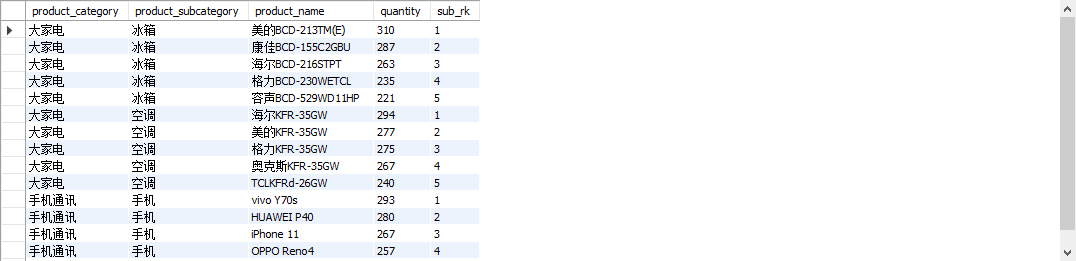 product_category product_subcategory product_name quantity sub_rk
大家电 冰箱 美的BCD-213TM(E) 310 1
大家电 冰箱 康佳BCD-155C2GBU 287 2
大家电 冰箱 海尔BCD-216STPT 263 3
大家电 冰箱 格力BCD-230WETCL 235 4
大家电 冰箱 容声BCD-529WD11HP 221 5
大家电 空调 海尔KFR-35GW 294 1
大家电 空调 美的KFR-35GW 277 2
大家电 空调 格力KFR-35GW 275 3
大家电 空调 奥克斯KFR-35GW 267 4
大家电 空调 TCLKFRd-26GW 240 5
手机通讯 手机 vivo Y70s 293 1
手机通讯 手机 HUAWEI P40 280 2
手机通讯 手机 iPhone 11 267 3
手机通讯 手机 OPPO Reno4 257 4